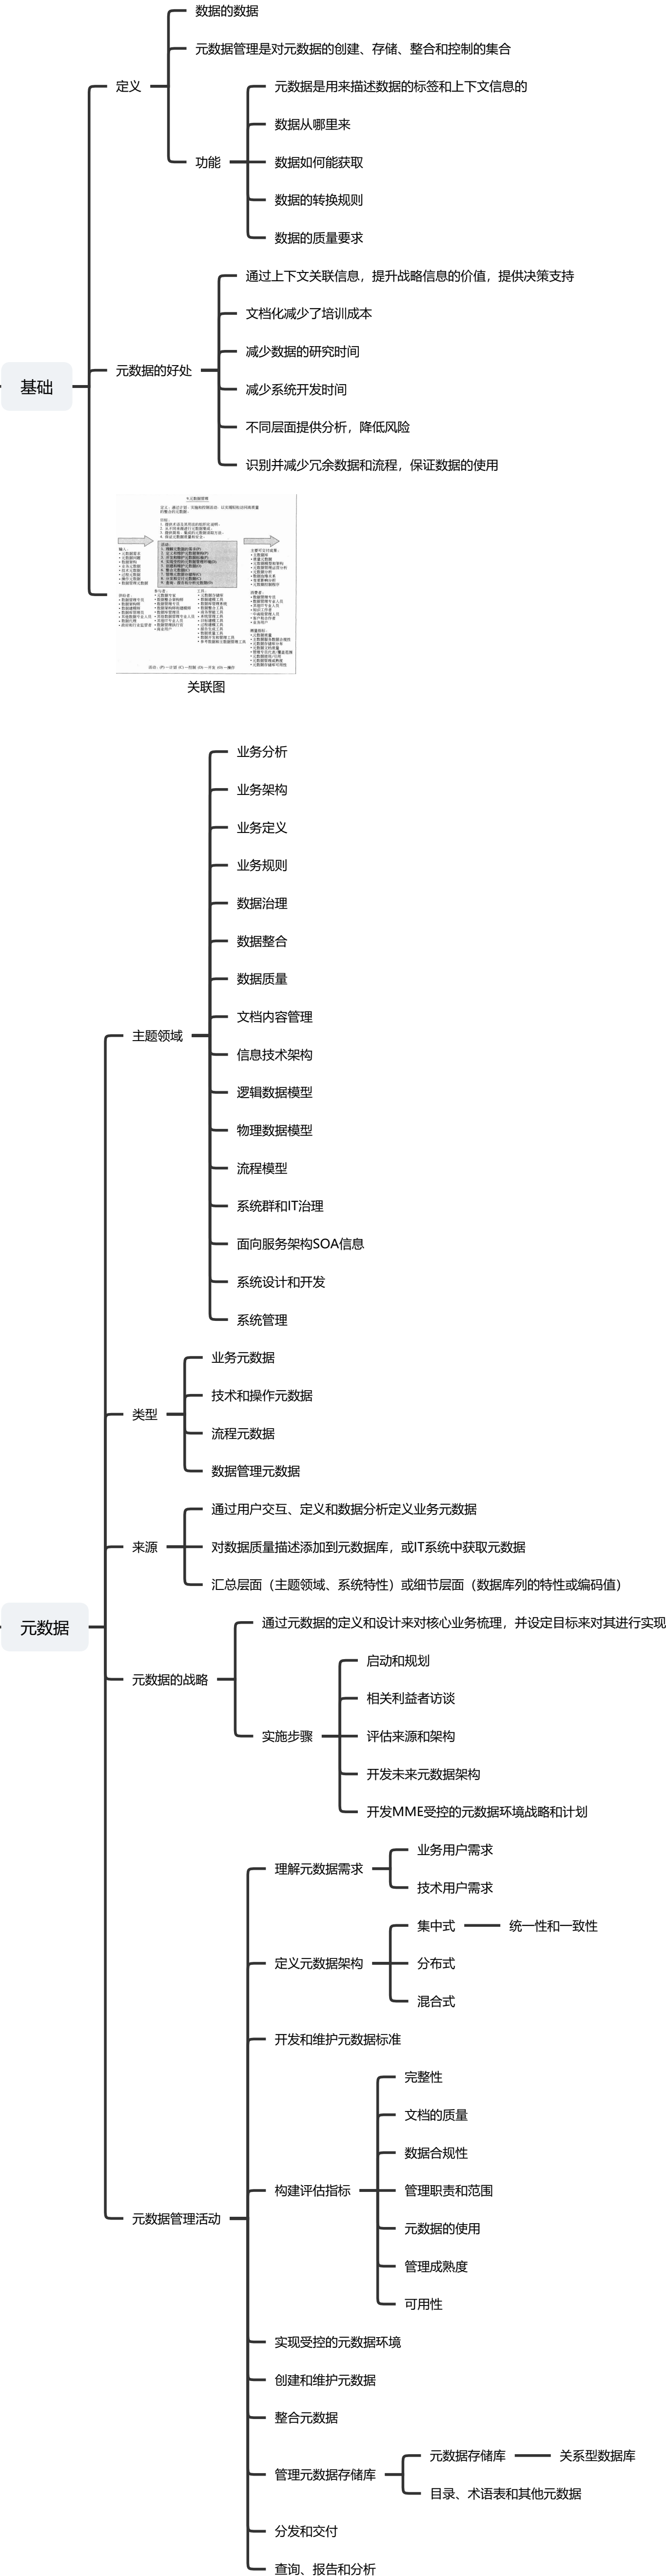 数据的数据
元数据管理是对元数据的创建、存储、整合和控制的集合
定义
元数据是用来描述数据的标签和上下文信息的
数据从哪里来
功能
数据如何能获取
数据的转换规则
数据的质量要求
通过上下文关联信息，提升战略信息的价值，提供决策支持
文档化减少了培训成本
减少数据的研究时间
元数据的好处
基础
减少系统开发时间
不同层面提供分析，降低风险
识别并减少冗余数据和流程，保证数据的使用
关联图
业务分析
业务架构
业务定义
业务规则
数据治理
数据整合
数据质量
文档内容管理
主题领域
信息技术架构
逻辑数据模型
物理数据模型
流程模型
系统群和IT治理
面向服务架构SOA信息
系统设计和开发
系统管理
业务元数据
技术和操作元数据
类型
流程元数据
数据管理元数据
通过用户交互、定义和数据分析定义业务元数据
来源
对数据质量描述添加到元数据库，或IT系统中获取元数据
汇总层面（主题领域、系统特性）或细节层面（数据库列的特性或编码值）
元数据
通过元数据的定义和设计来对核心业务梳理，并设定目标来对其进行实现
元数据的战略
启动和规划
相关利益者访谈
实施步骤
评估来源和架构
开发未来元数据架构
开发MME受控的元数据环境战略和计划
理解元数据需求
业务用户需求
技术用户需求
定义元数据架构
集中式
统一性和一致性
分布式
混合式
开发和维护元数据标准
完整性
文档的质量
数据合规性
构建评估指标
管理职责和范围
元数据管理活动
元数据的使用
管理成熟度
可用性
实现受控的元数据环境
创建和维护元数据
整合元数据
管理元数据存储库
元数据存储库
关系型数据库
目录、术语表和其他元数据
分发和交付
查询、报告和分析